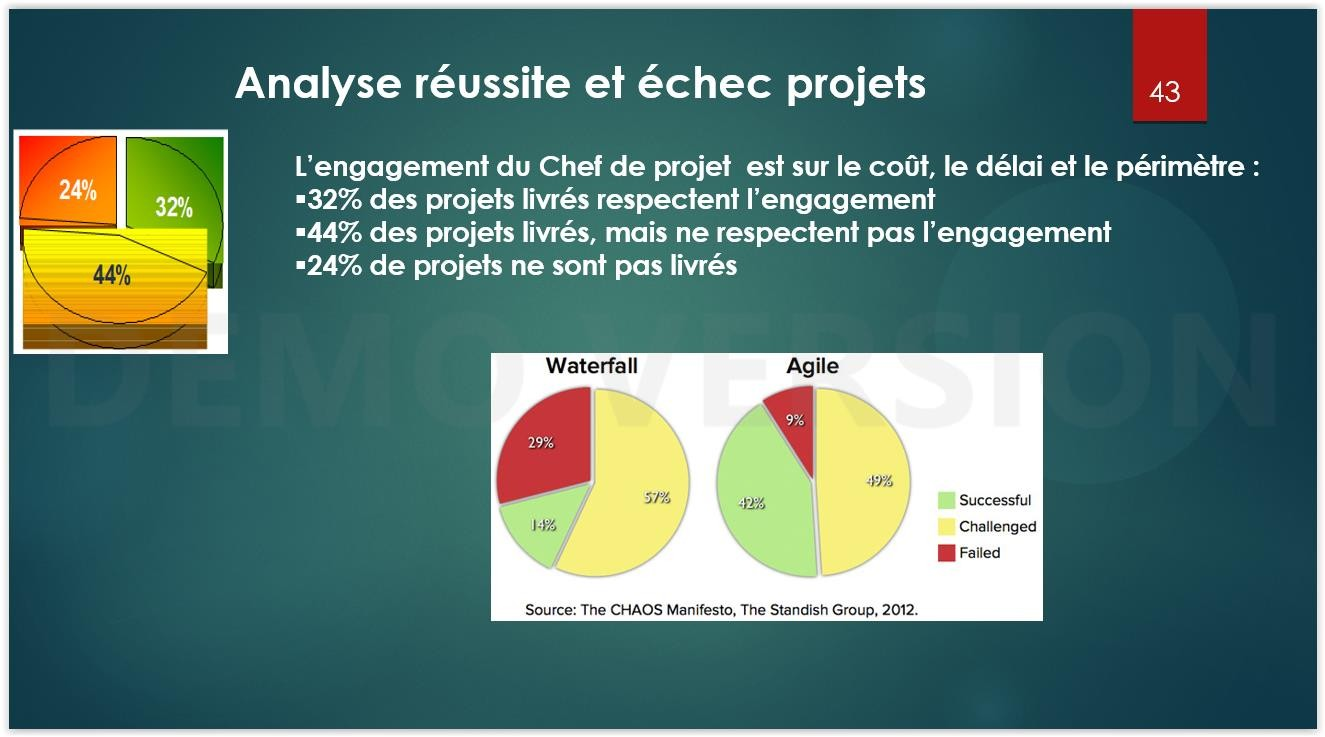 Analyse réussite et échec projets
43
24%
32%
44%
L’engagement du Chef de projet  est sur le coût, le délai et le périmètre :
▪32% des projets livrés respectent l’engagement
▪44% des projets livrés, mais ne respectent pas l’engagement
▪24% de projets ne sont pas livrés
DEMO VERSION
Waterfall
29%
57%
14%
Agile
9%
49%
42%
Successful
Challenged
Failed
Source: The CHAOS Manifesto, The Standish Group, 2012.